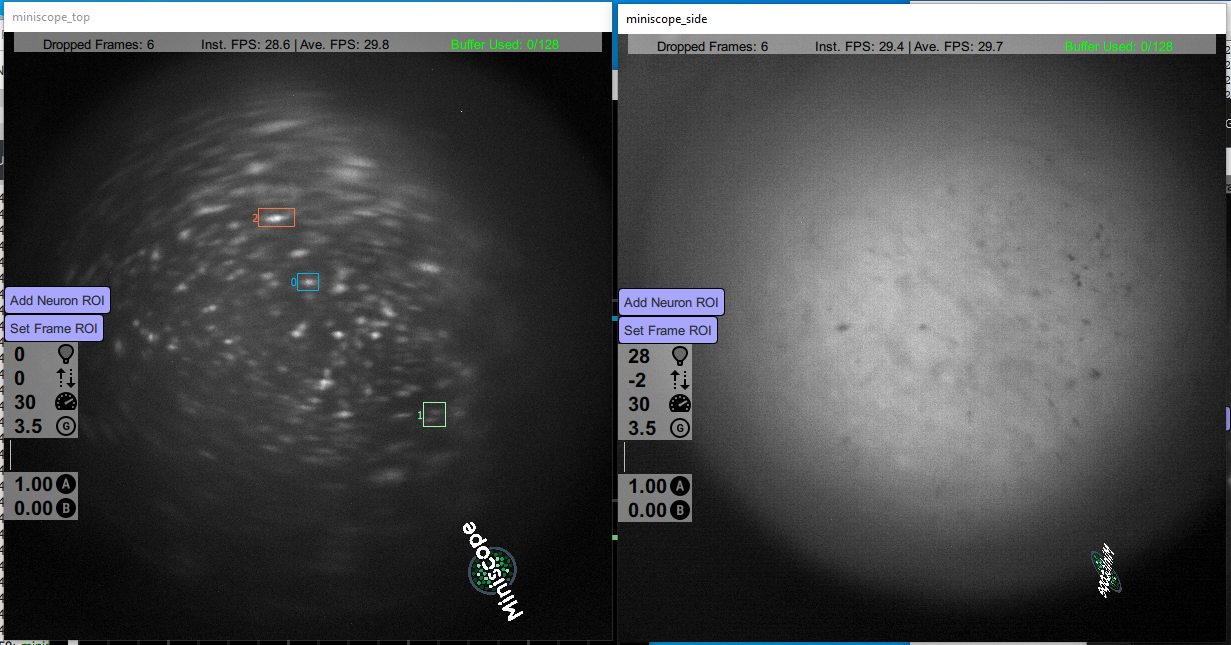 miniscope_top
Dropped Frames: 6 Inst. FPS: 28.6 | Ave. FPS: 29.8 Buffer Used: 0/128
2
0
Add Neuron ROI
Set Frame ROI
0
0
30
3.5 G
1
1.00 A
0.00 B
Miniscope
miniscope_side
Dropped Frames: 6 Inst. FPS: 29.4 | Ave. FPS: 29.7 Buffer Used: 0/128
Add Neuron ROI
Set Frame ROI
28
-2
30
3.5 G
1.00 A
0.00 B
Miniscope